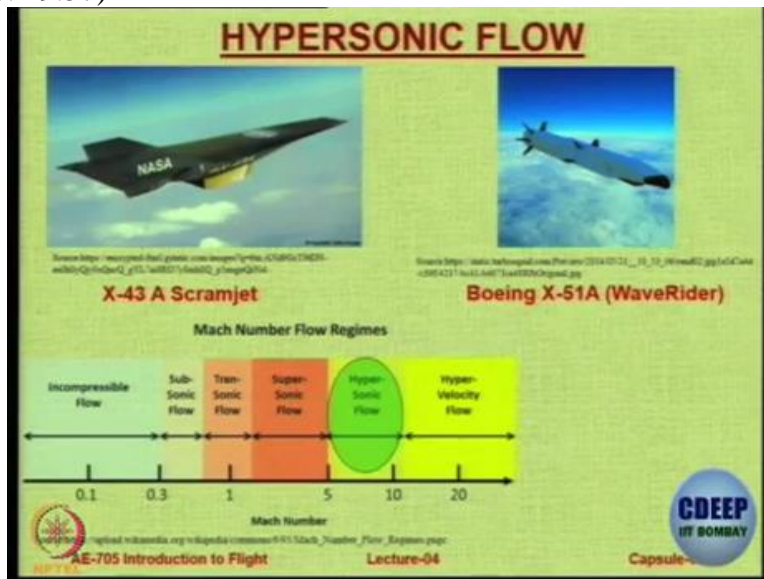 HYPERSONIC FLOW
NASA
X-43 A Scramjet
Boeing X-51A (WaveRider)
Mach Number Flow Regimes
Incompressible
Flow
Sub-
Sonic
Flow
Tran-
Sonic
Flow
Super-
Sonic
Flow
Hyper-
Sonic
Flow
Hyper-
Velocity
Flow
0.1 0.3 1 5 10 20
Mach Number
AE-705 Introduction to Flight Lecture-04
NPTEL
CDEEP
IIT BOMBAY